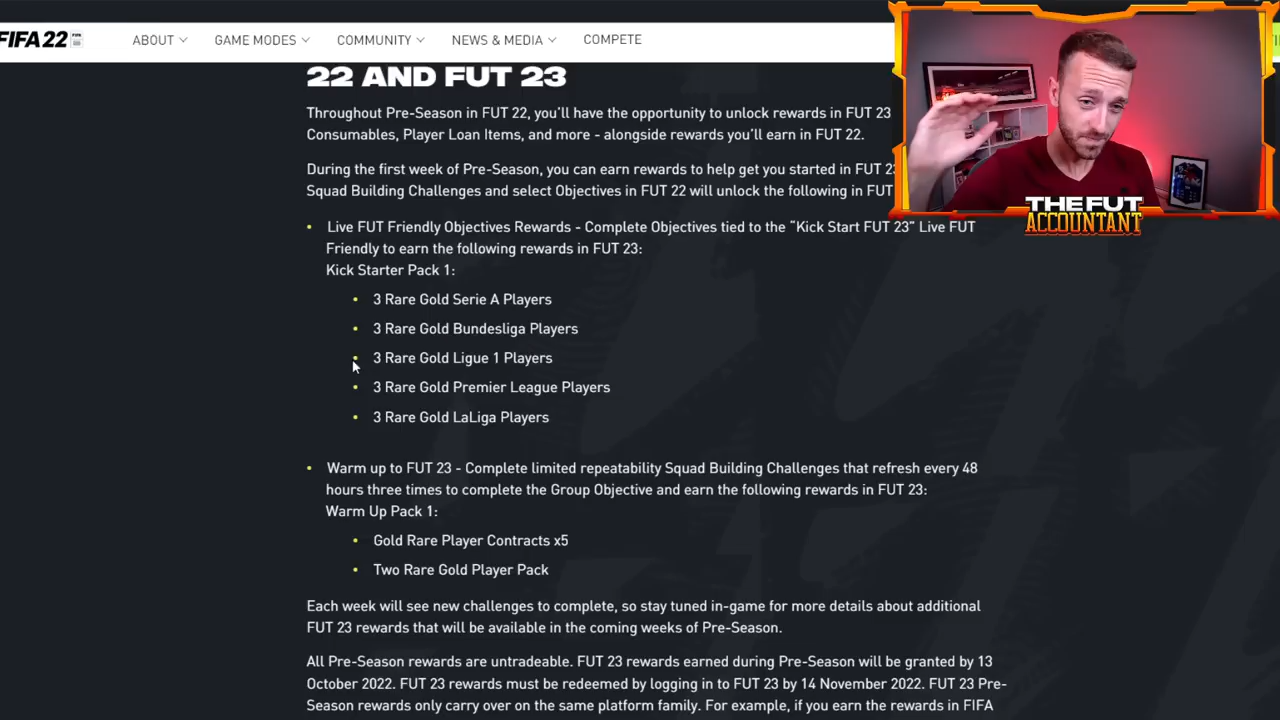 FIFA 22
ABOUT
GAME MODES
COMMUNITY
NEWS & MEDIA
COMPETE
22 AND FUT 23
Throughout Pre-Season in FUT 22, you'll have the opportunity to unlock rewards in FUT 23
Consumables, Player Loan Items, and more - alongside rewards you'll earn in FUT 22.
During the first week of Pre-Season, you can earn rewards to help get you started in FUT
Squad Building Challenges and select Objectives in FUT 22 will unlock the following in FUT
THE FUT
ACCOUNTANT
• Live FUT Friendly Objectives Rewards - Complete Objectives tied to the “Kick Start FUT 23” Live FUT
Friendly to earn the following rewards in FUT 23:
Kick Starter Pack 1:
• 3 Rare Gold Serie A Players
• 3 Rare Gold Bundesliga Players
• 3 Rare Gold Ligue 1 Players
• 3 Rare Gold Premier League Players
• 3 Rare Gold LaLiga Players
• Warm up to FUT 23 - Complete limited repeatability Squad Building Challenges that refresh every 48
hours three times to complete the Group Objective and earn the following rewards in FUT 23:
Warm Up Pack 1:
• Gold Rare Player Contracts x5
• Two Rare Gold Player Pack
Each week will see new challenges to complete, so stay tuned in-game for more details about additional
FUT 23 rewards that will be available in the coming weeks of Pre-Season.
All Pre-Season rewards are untradeable. FUT 23 rewards earned during Pre-Season will be granted by 13
October 2022. FUT 23 rewards must be redeemed by logging in to FUT 23 by 14 November 2022. FUT 23 Pre-
Season rewards only carry over on the same platform family. For example, if you earn the rewards in FIFA